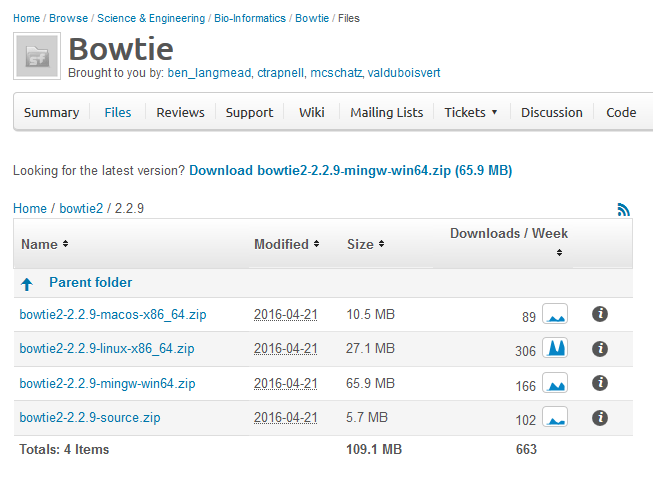 Home / Browse / Science & Engineering / Bio-Informatics / Bowtie / Files
Bowtie
Brought to you by: ben_langmead, ctrapnell, mcschatz, valduboisvert
Summary Files Reviews Support Wiki Mailing Lists Tickets Discussion Code
Looking for the latest version? Download bowtie2-2.2.9-mingw-win64.zip (65.9 MB)
Home / bowtie2 / 2.2.9
Name Modified Size Downloads / Week
Parent folder
bowtie2-2.2.9-macos-x86_64.zip 2016-04-21 10.5 MB 89
bowtie2-2.2.9-linux-x86_64.zip 2016-04-21 27.1 MB 306
bowtie2-2.2.9-mingw-win64.zip 2016-04-21 65.9 MB 166
bowtie2-2.2.9-source.zip 2016-04-21 5.7 MB 102
Totals: 4 Items 109.1 MB 663